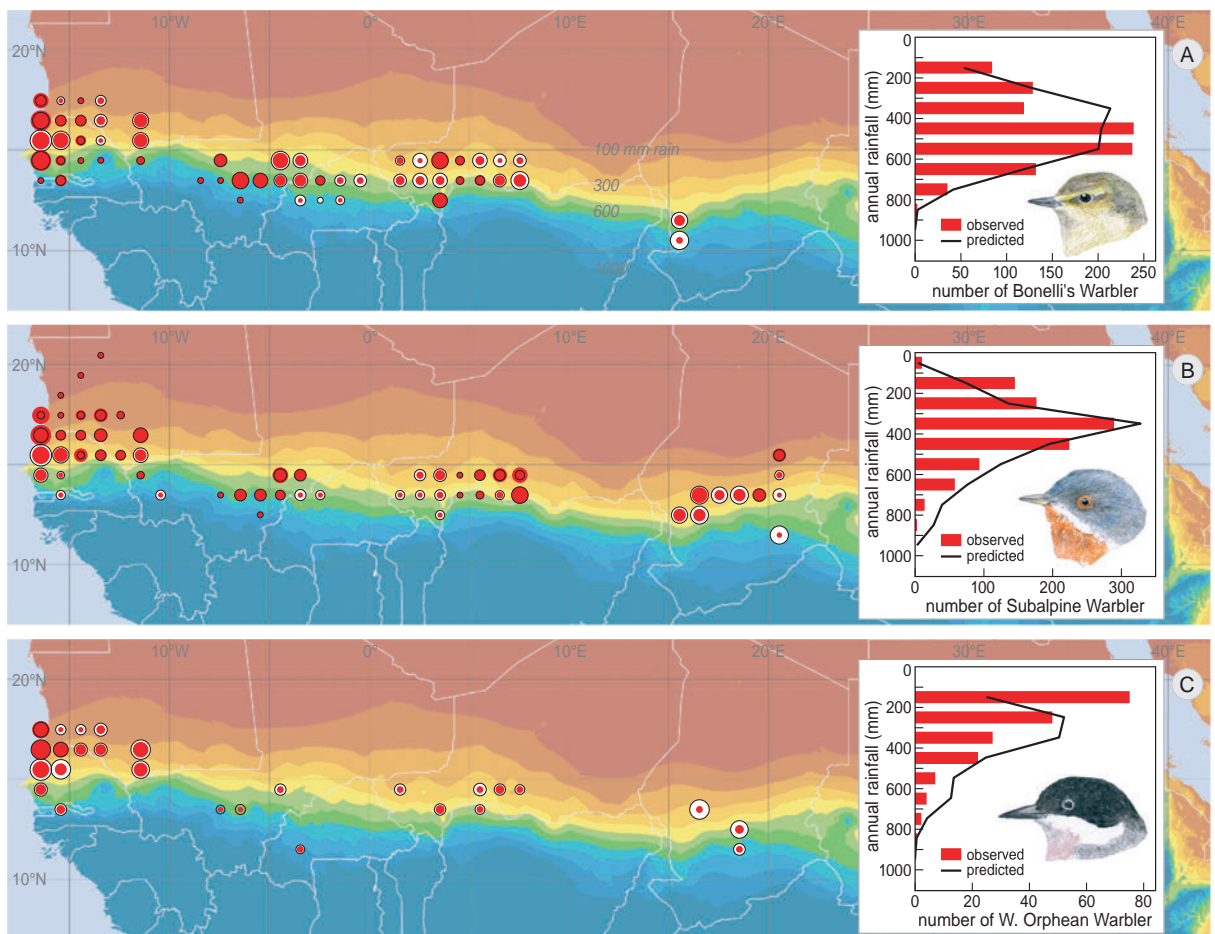 10°W 0° 10°E 20°E 30°E 40°E
20°N
10°N
100 mm rain
300
600
1000
A
0
200
400
600
800
1000
annual rainfall (mm)
observed
predicted
0 50 100 150 200 250
number of Bonelli's Warbler
10°W 0° 10°E 20°E 30°E 40°E
20°N
10°N
B
0
200
400
600
800
1000
annual rainfall (mm)
observed
predicted
0 100 200 300
number of Subalpine Warbler
10°W 0° 10°E 20°E 30°E 40°E
20°N
10°N
C
0
200
400
600
800
1000
annual rainfall (mm)
observed
predicted
0 20 40 60 80
number of W. Orphean Warbler